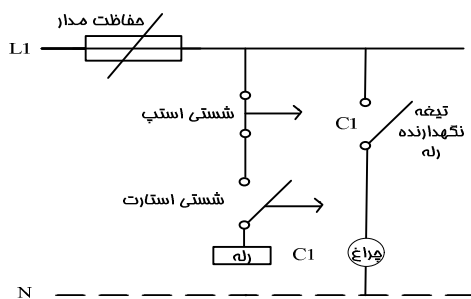 حفاظت مدار
L1
شستی استپ
C1
تیغه
نگهدارنده
رله
شستی استارت
رله
C1
چراغ
N